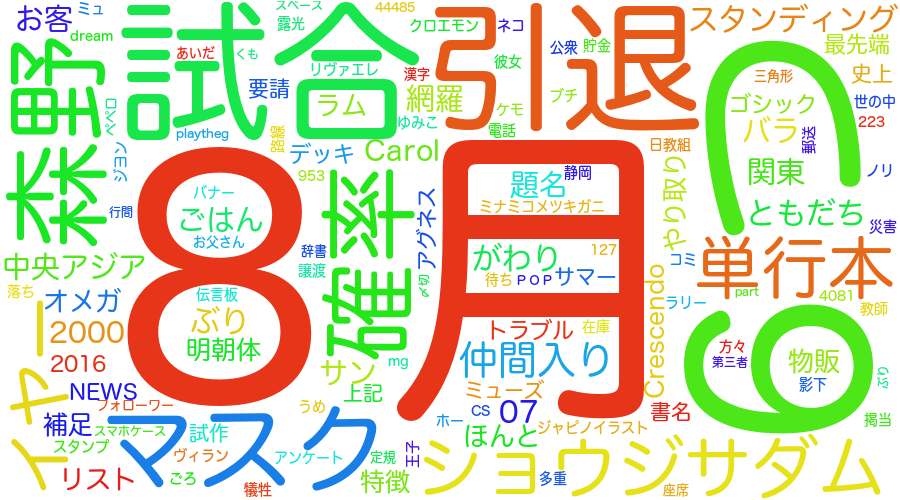 お客
ミュ
スペース
露光
44485
dream
試合
引退
スタンディング
クロエモン
ネコ
最先端
あいだ
くも
公衆
貯金
森野
リヴァエレ
彼女
史上
漢字
三角形
要請
ラム
網羅
ケモ
プチ
ゴシック
世の中
ペペロ
playtheg
ゆみこ
電話
バラ
223
路線
郵送
デッキ
Carol
日教組
ジョン
953
静岡
関東
ノリ
題名
バナー
やり取り
8月
アグネス
ミナミコメツキガニ
ごはん
ともだち
行間
災害
お父さん
確率
辞書
がわり
127
中央アジア
譲渡
待ち
POP
サマー
コミ
単行本
落ち
伝言板
〆切
part
4081
オメガ
ラリー
教師
ぶり
トラブル
在庫
Crescendo
2000
方々
明朝体
仲間入り
物販
2016
mg
第三者
サン
影下
ぷり
NEWS
上記
ミューズ
イヤー
フォローワー
うめ
CS
07
書名
掲当
補足
マスク
ホー
スマホケース
試作
ほんと
ジャピノイラスト
スタンプ
ヴィラン
アンケート
定規
王子
ショウジサダム
リスト
ごろ
犠牲
特徴
多重
座席